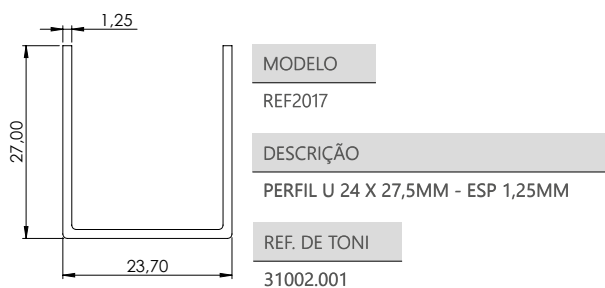 1,25
27,00
23,70
MODELO
REF2017
DESCRIÇÃO
PERFIL U 24 X 27,5MM - ESP 1,25MM
REF. DE TONI
31002.001